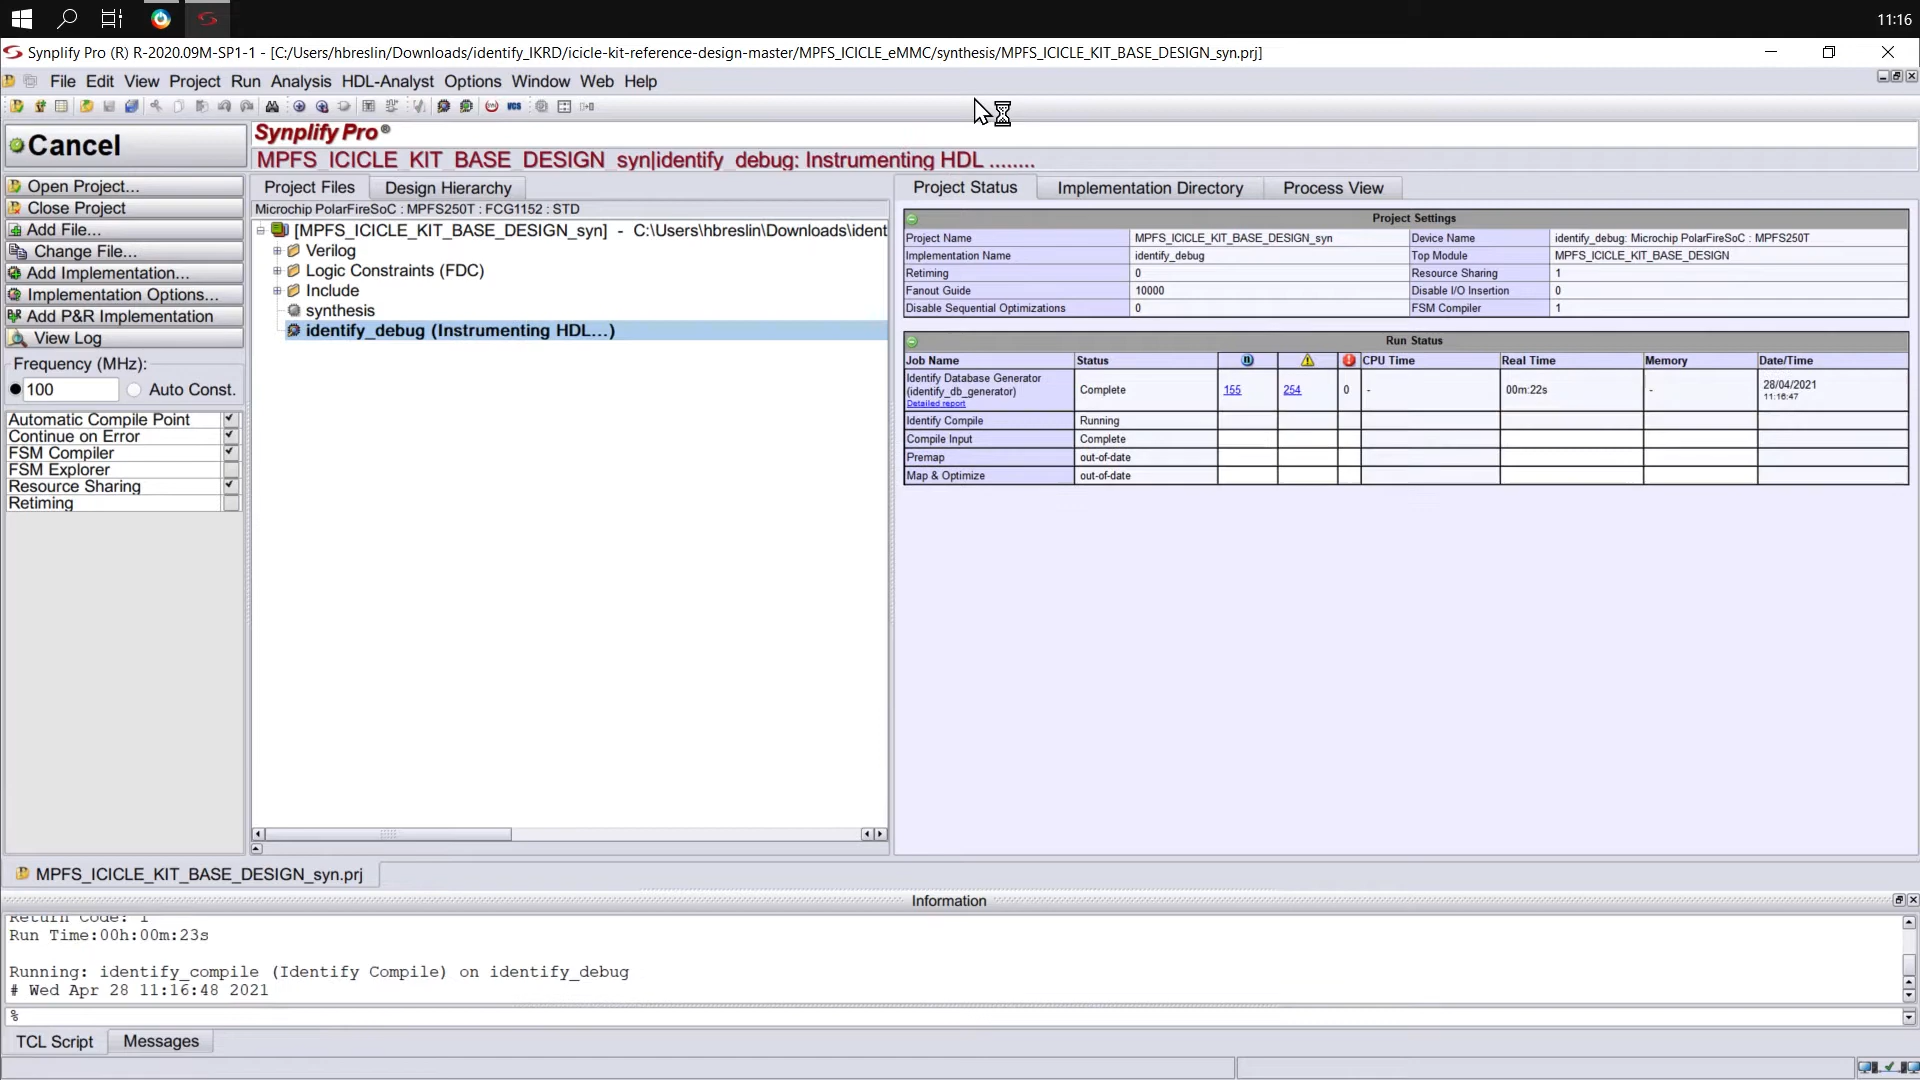 11:16
Synplify Pro (R) R-2020.09M-SP1-1 - [C:/Users/hbreslin/Downloads/identify_IKRD/icicle-kit-reference-design-master/MPFS_ICICLE_eMMC/synthesis/MPFS_ICICLE_KIT_BASE_DESIGN_syn.prj]
File Edit View Project Run Analysis HDL-Analyst Options Window Web Help
Cancel
Synplify Pro®
MPFS_ICICLE_KIT_BASE_DESIGN_syn|identify_debug: Instrumenting HDL ........
Open Project...
Close Project
Add File...
Change File...
Add Implementation...
Implementation Options...
Add P&R Implementation
View Log
Frequency (MHz):
100 Auto Const.
Automatic Compile Point
Continue on Error
FSM Compiler
FSM Explorer
Resource Sharing
Retiming
Project Files Design Hierarchy
Microchip PolarFireSoC : MPFS250T : FCG1152 : STD
[MPFS_ICICLE_KIT_BASE_DESIGN_syn] - C:\Users\hbreslin\Downloads\ident
Verilog
Logic Constraints (FDC)
Include
synthesis
identify_debug (Instrumenting HDL...)
Project Status Implementation Directory Process View
Project Settings
Project Name MPFS_ICICLE_KIT_BASE_DESIGN_syn Device Name identify_debug: Microchip PolarFireSoC : MPFS250T
Implementation Name identify_debug Top Module MPFS_ICICLE_KIT_BASE_DESIGN
Retiming 0 Resource Sharing 1
Fanout Guide 10000 Disable I/O Insertion 0
Disable Sequential Optimizations 0 FSM Compiler 1
Run Status
Job Name Status CPU Time Real Time Memory Date/Time
Identify Database Generator
(identify_db_generator) Complete 155 254 0 - 00m:22s - 28/04/2021
Detailed report 11:16:47
Identify Compile Running
Compile Input Complete
Premap out-of-date
Map & Optimize out-of-date
MPFS_ICICLE_KIT_BASE_DESIGN_syn.prj
Information
Return Code: 1
Run Time:00h:00m:23s
Running: identify_compile (Identify Compile) on identify_debug
# Wed Apr 28 11:16:48 2021
%
TCL Script Messages